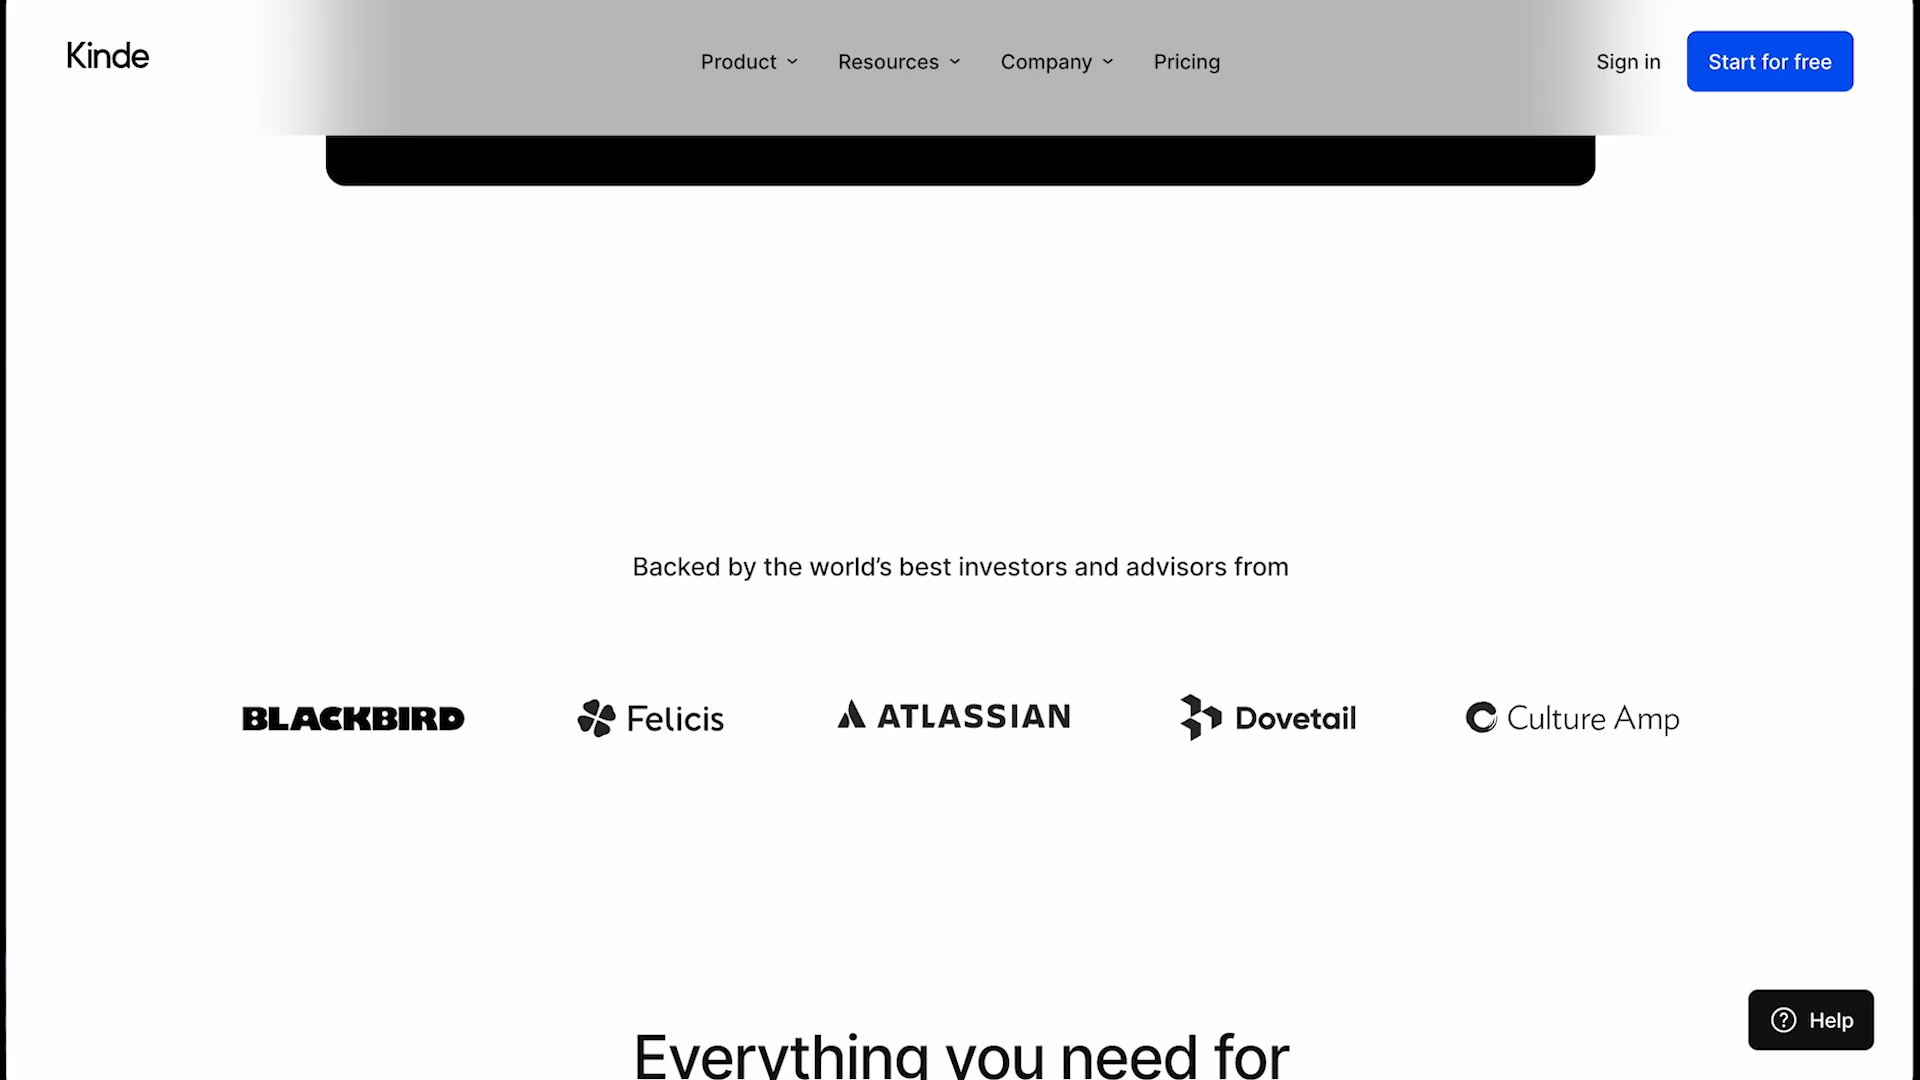 Kinde
Product
Resources
Company
Pricing
Sign in
Start for free
Backed by the world’s best investors and advisors from
BLACKBIRD
Felicis
ATLASSIAN
Dovetail
Culture Amp
Everything you need for
Help